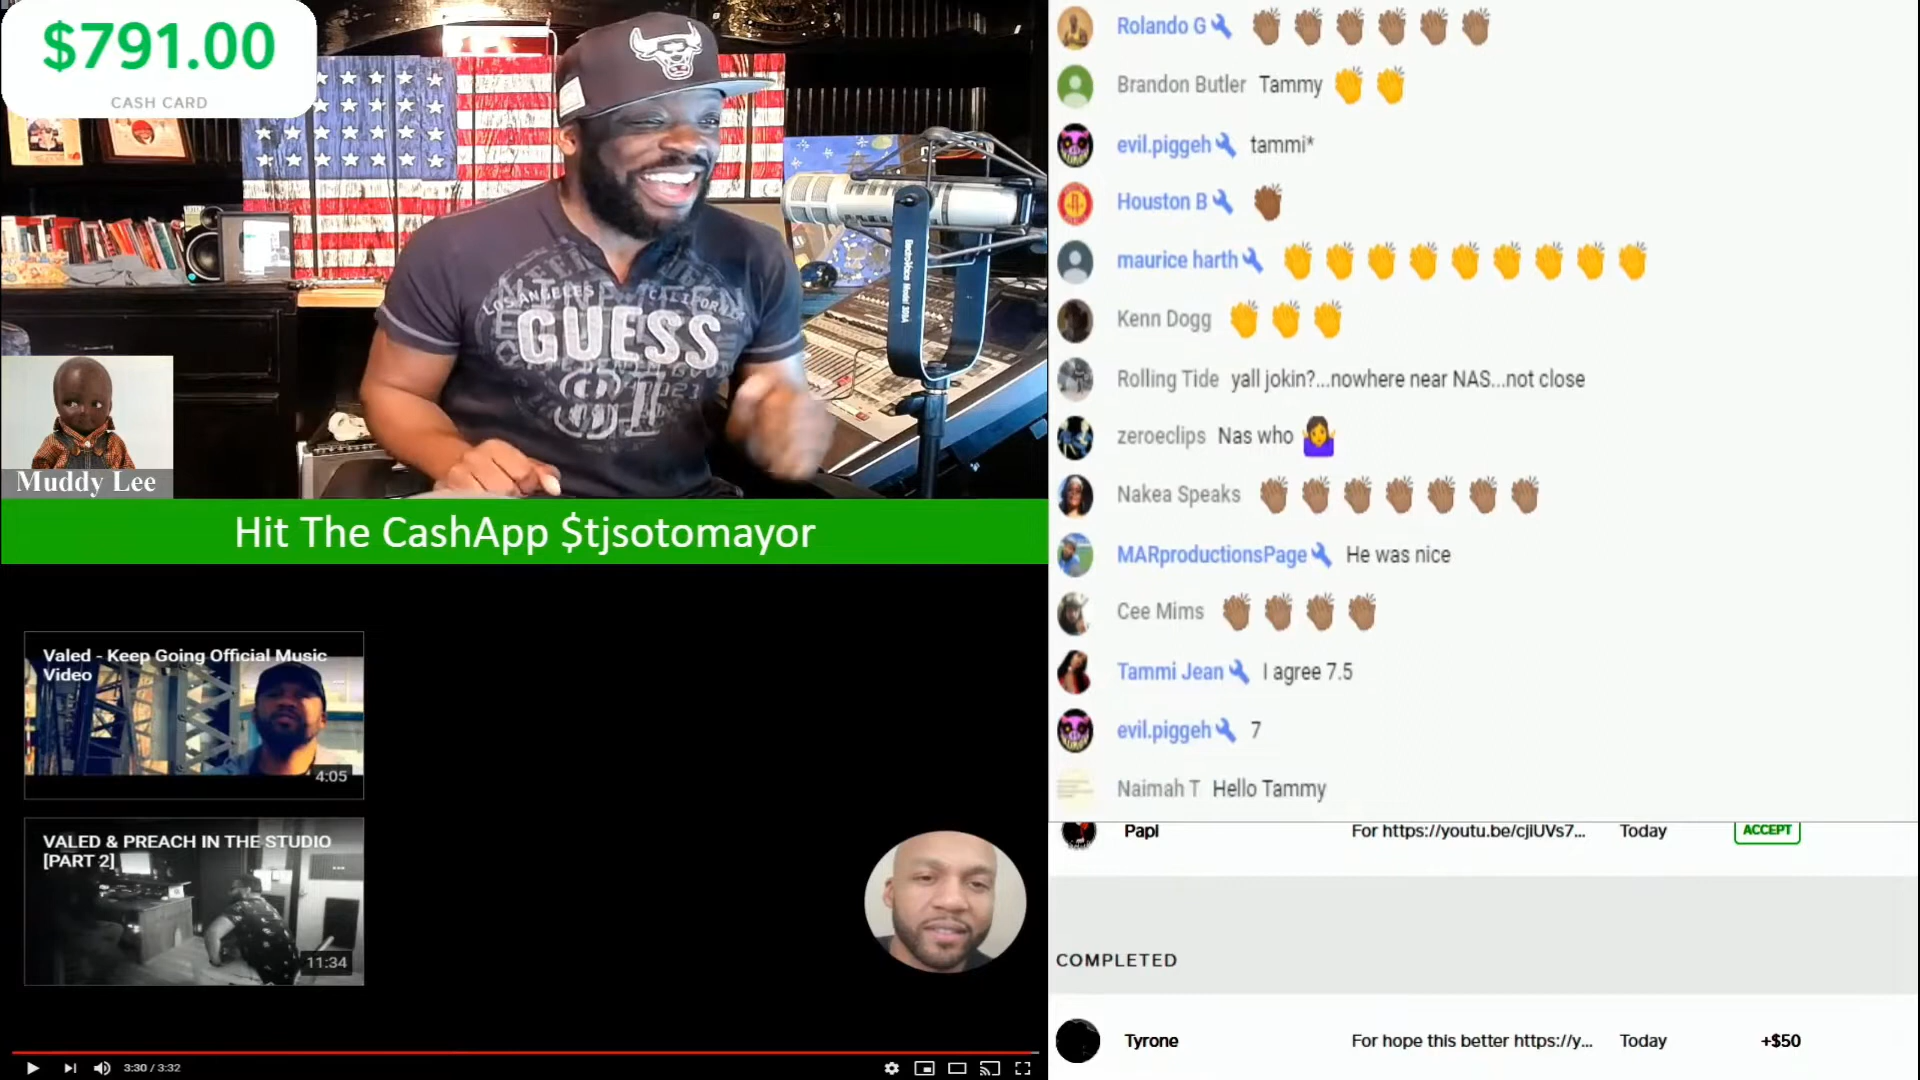 $791.00
CASH CARD
LOS ANGELES CALIFORNIA
GUESS
81
Muddy Lee
Hit The CashApp $tjsotomayor
Valed - Keep Going Official Music
Video
4:05
VALED & PREACH IN THE STUDIO
[PART 2]
...
11:34
3:30 / 3:32
Rolando G
Brandon Butler Tammy
evil.piggeh tammi*
Houston B
maurice harth
Kenn Dogg
Rolling Tide yall jokin?...nowhere near NAS...not close
zeroeclips Nas who
Nakea Speaks
MARproductionsPage He was nice
Cee Mims
Tammi Jean I agree 7.5
evil.piggeh 7
Naimah T Hello Tammy
Papi For https://youtu.be/cjlUVs7... Today ACCEPT
COMPLETED
Tyrone For hope this better https://y... Today +$50